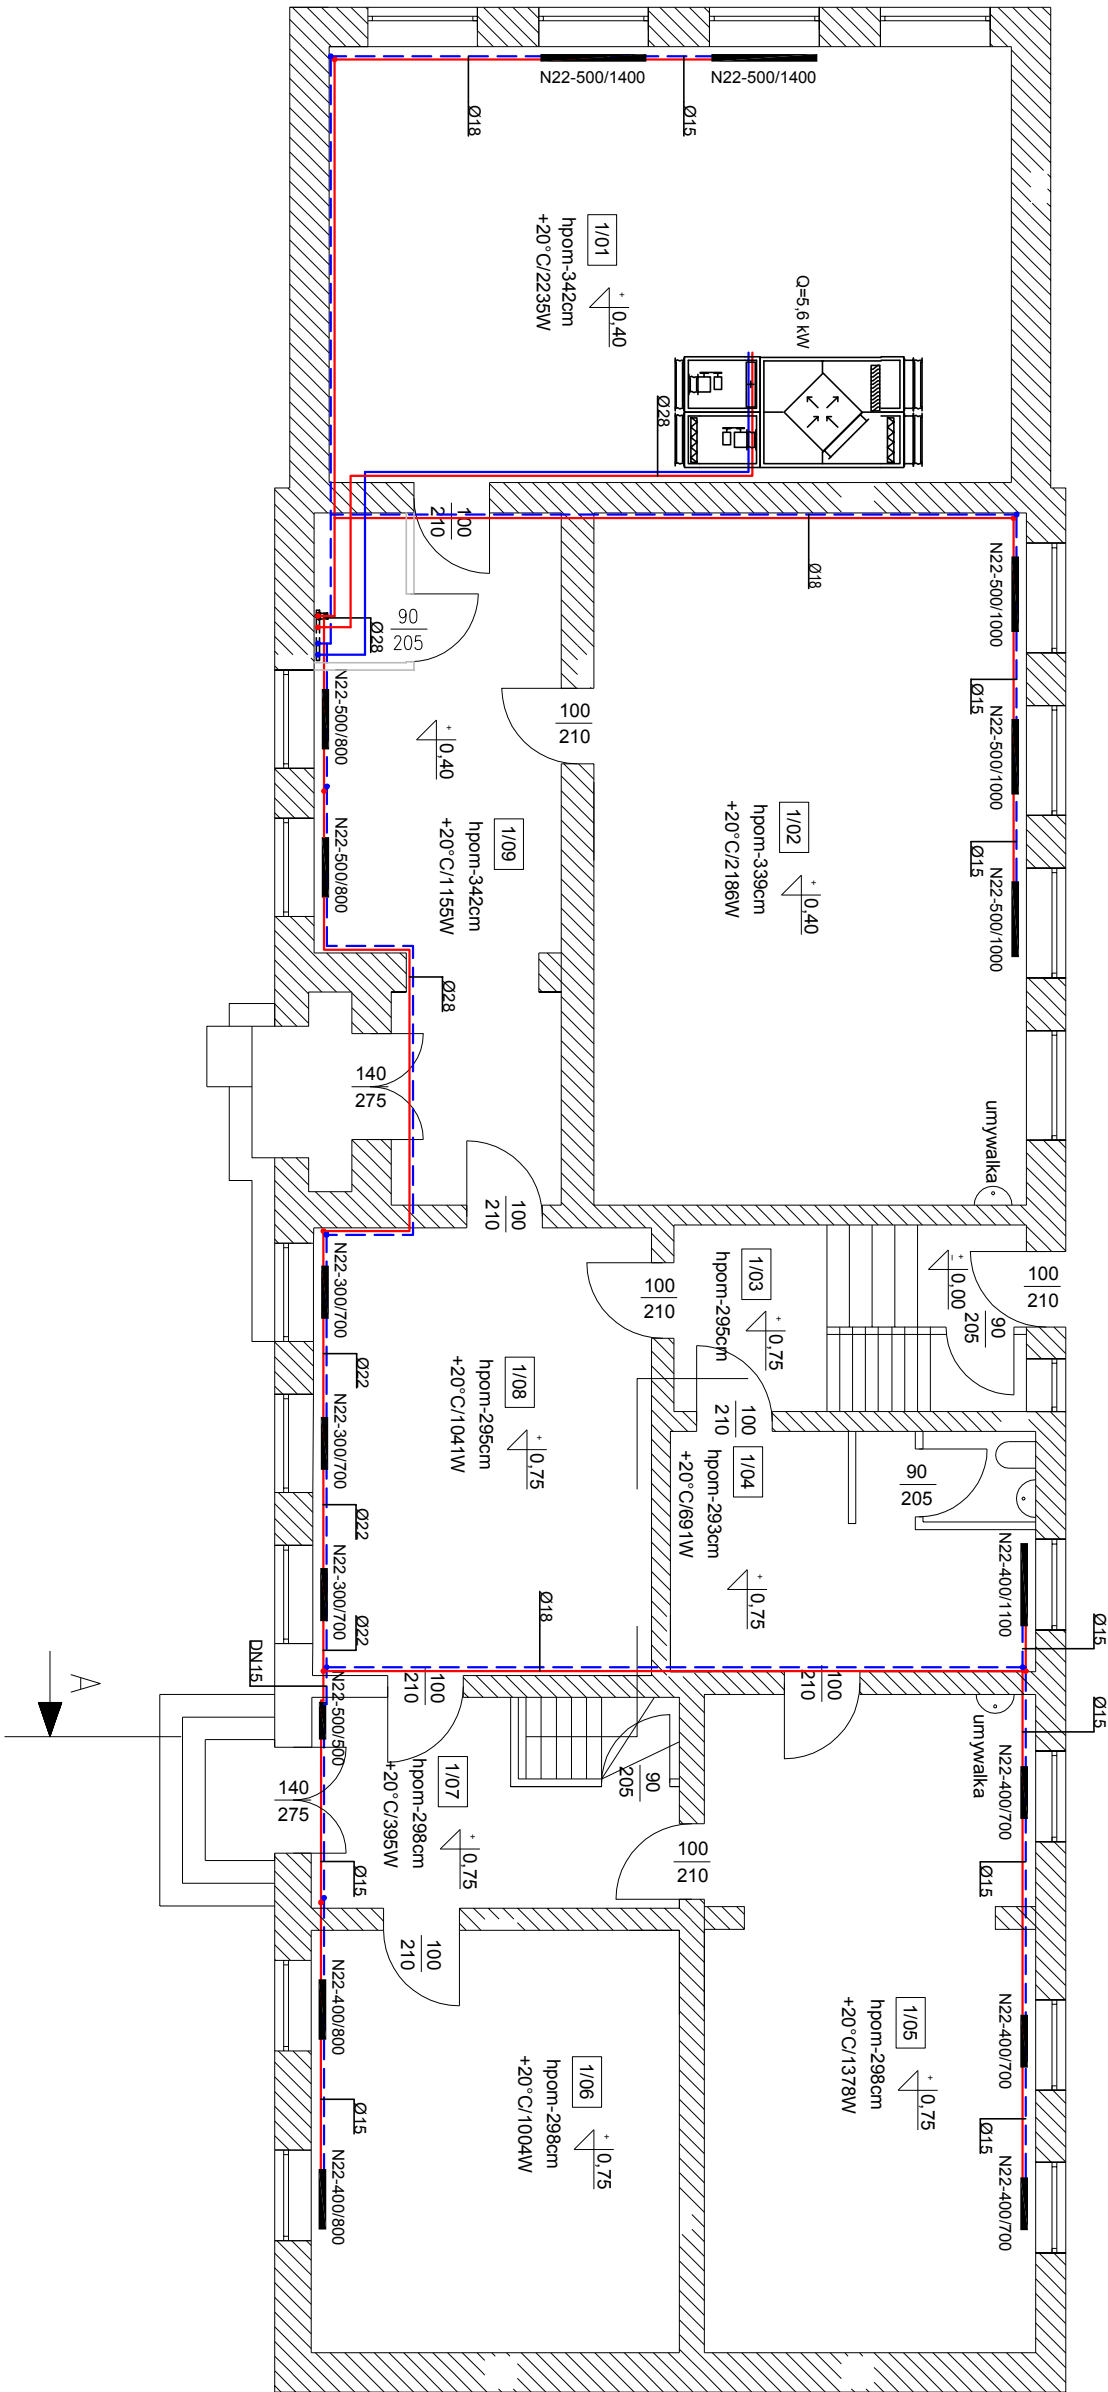 N22-500/1400
N22-500/1400
Ø18
Ø15
1/01
hpom-342cm
+20°C/2235W
+
0,40
Q=5,6 kW
Ø28
100
210
90
205
Ø28
Ø18
N22-500/1000
Ø15
N22-500/1000
Ø15
N22-500/1000
N22-500/800
N22-500/800
+
0,40
100
210
1/09
hpom-342cm
+20°C/1155W
1/02
hpom-339cm
+20°C/2186W
+
0,40
Ø28
140
275
umywalka
100
210
100
210
1/03
hpom-295cm
+
0,75
+
0,00
90
205
100
210
N22-300/700
Ø22
N22-300/700
Ø22
N22-300/700
Ø22
1/08
hpom-295cm
+20°C/1041W
+
0,75
100
210
1/04
hpom-293cm
+20°C/691W
+
0,75
90
205
N22-400/1100
Ø15
Ø18
DN15
A
N22-500/500
100
210
100
210
Ø15
umywalka
N22-400/700
Ø15
140
275
1/07
hpom-298cm
+20°C/395W
+
0,75
90
205
100
210
Ø15
100
210
N22-400/800
Ø15
N22-400/800
1/06
hpom-298cm
+20°C/1004W
+
0,75
1/05
hpom-298cm
+20°C/1378W
+
0,75
N22-400/700
Ø15
N22-400/700